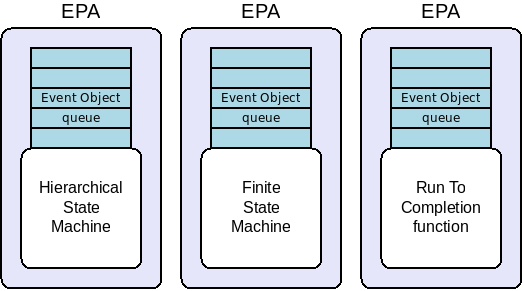 EPA
EPA
EPA
Event Object
queue
Event Object
queue
Event Object
queue
Hierarchical
State
Machine
Finite
State
Machine
Run To
Completion
function